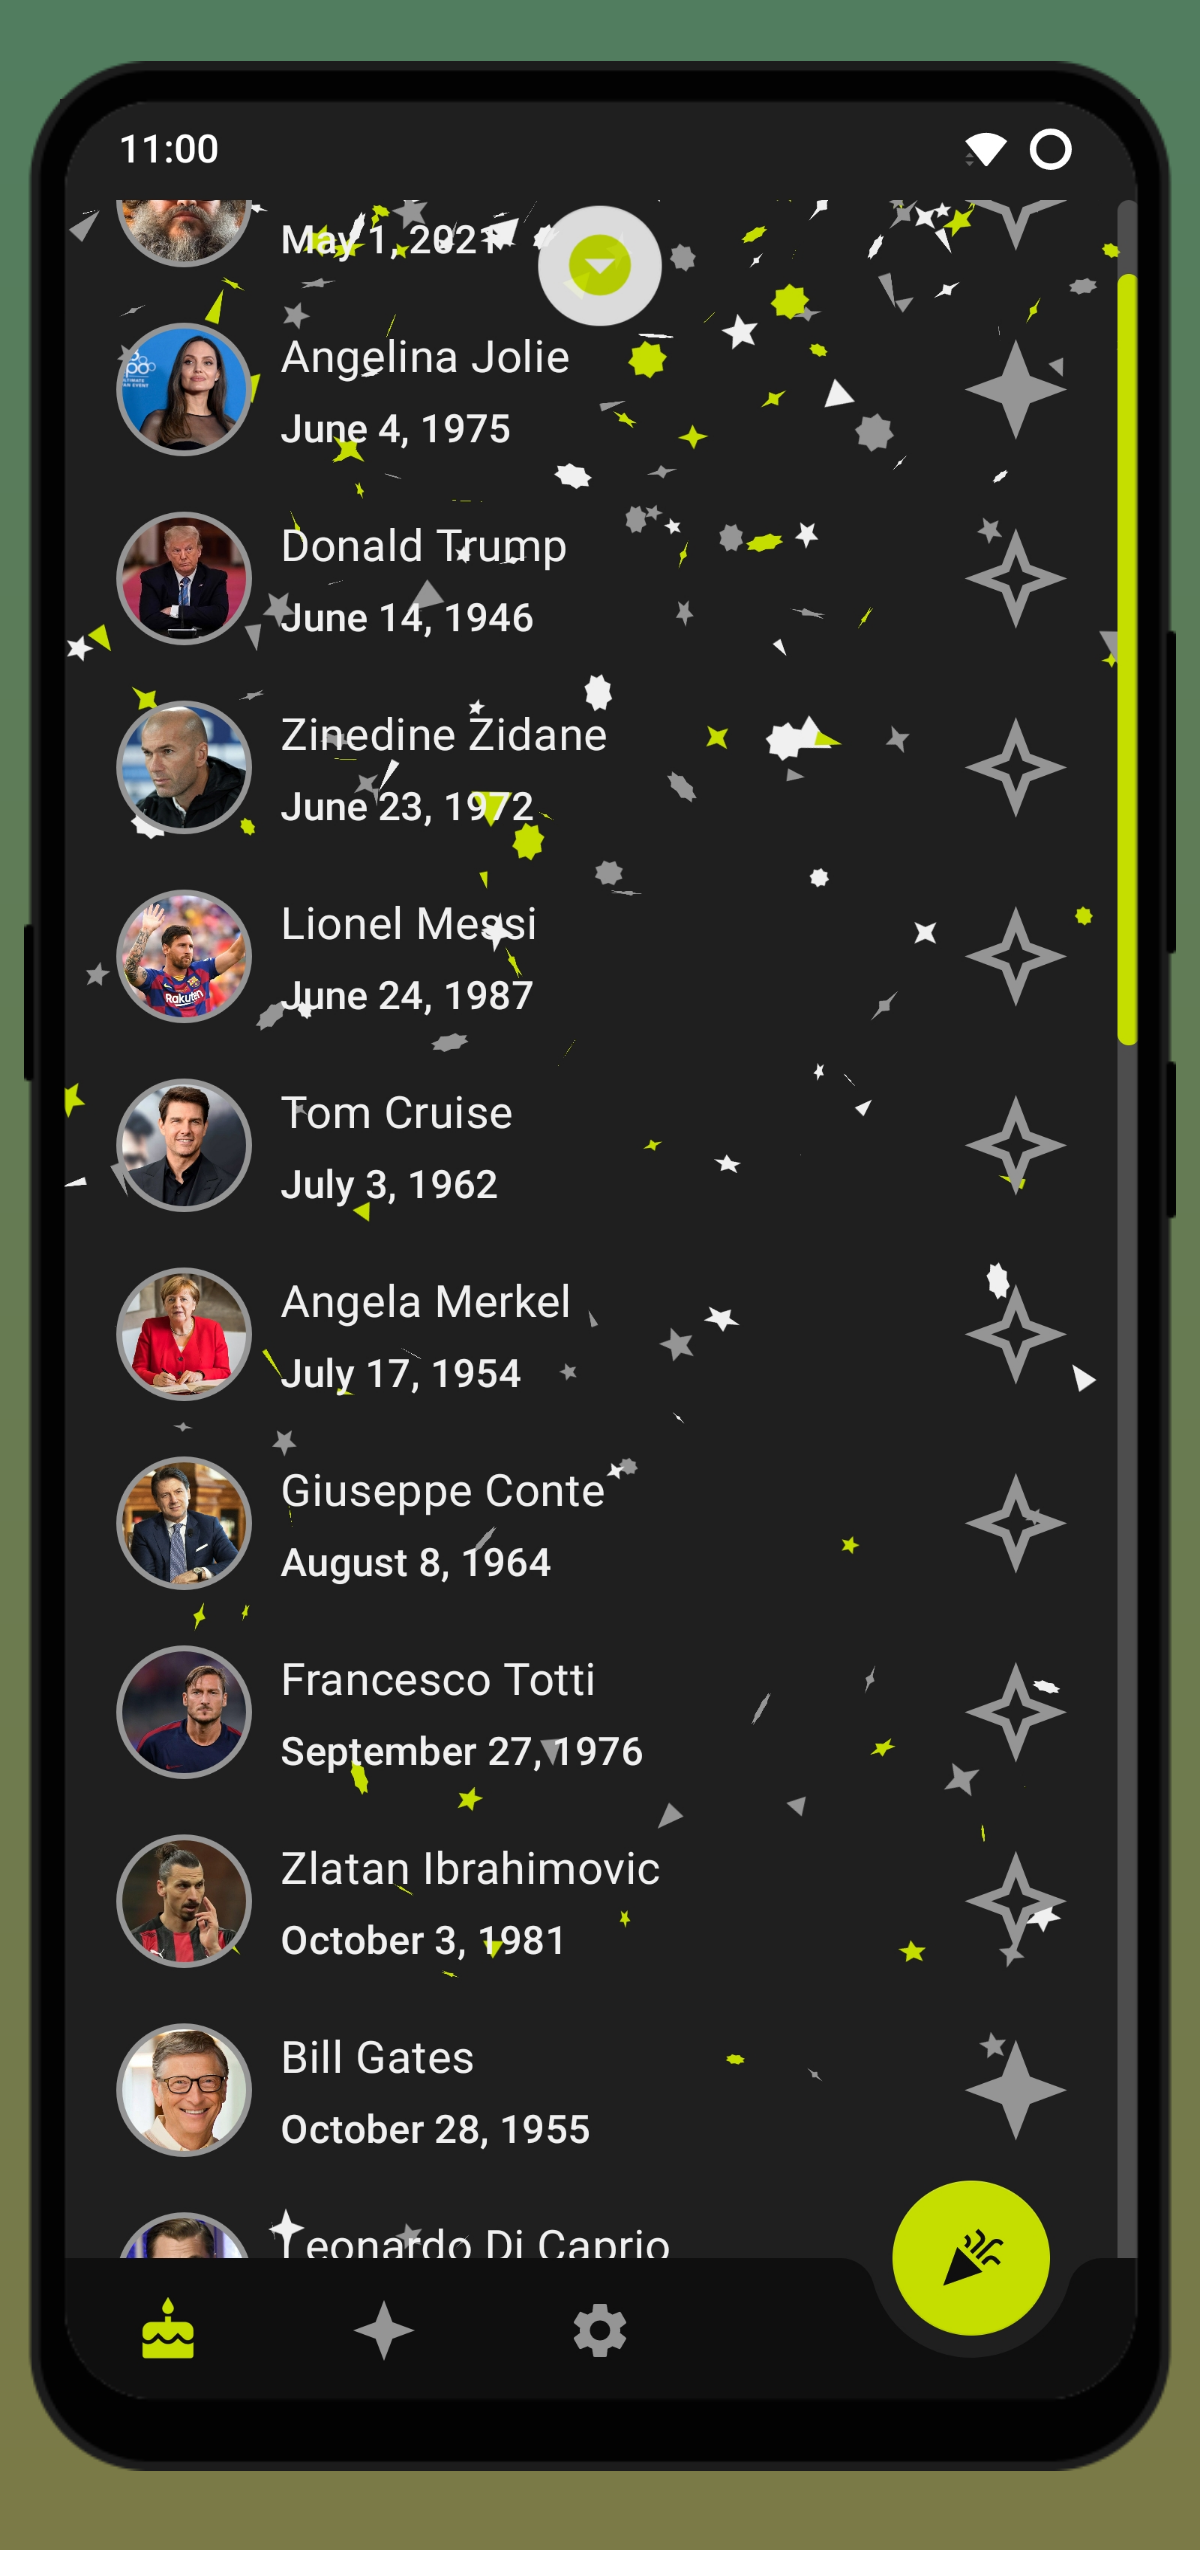 11:00
May 1, 2021
Angelina Jolie
June 4, 1975
Donald Trump
June 14, 1946
Zinedine Zidane
June 23, 1972
Lionel Messi
Rakuten
June 24, 1987
Tom Cruise
July 3, 1962
Angela Merkel
July 17, 1954
Giuseppe Conte
August 8, 1964
Francesco Totti
September 27, 1976
Zlatan Ibrahimovic
October 3, 1981
Bill Gates
October 28, 1955
Leonardo Di Caprio